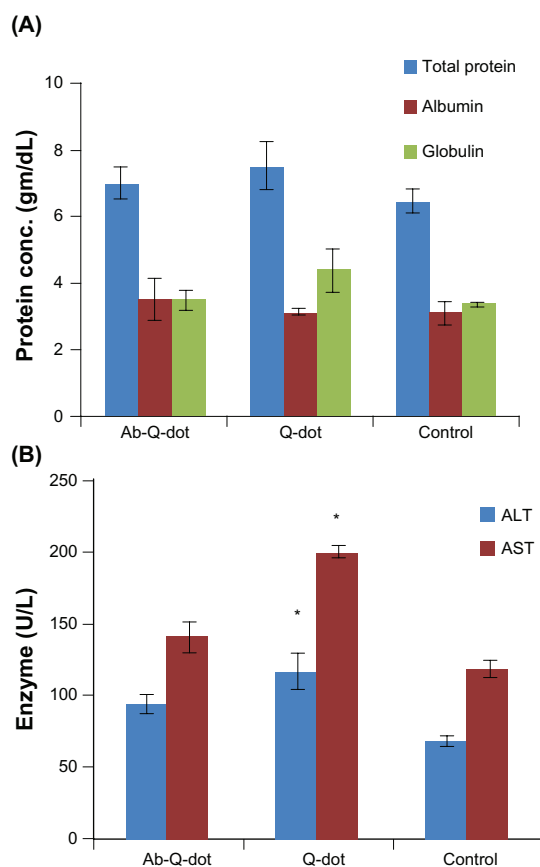 (A)
Protein conc. (gm/dL)
10
8
6
4
2
0
Total protein
Albumin
Globulin
Ab-Q-dot Q-dot Control
(B)
Enzyme (U/L)
250
200
150
100
50
0
ALT
AST
*
*
Ab-Q-dot Q-dot Control